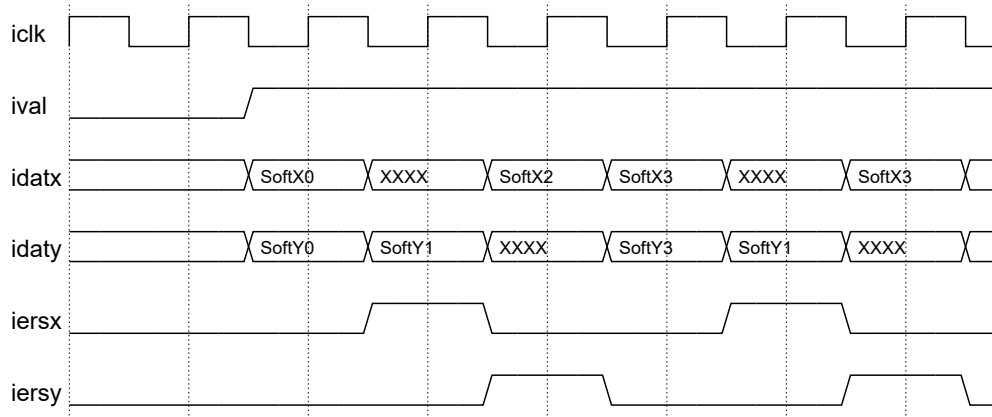 iclk
ival
idatx SoftX0 XXXX SoftX2 SoftX3 XXXX SoftX3
idaty SoftY0 SoftY1 XXXX SoftY3 SoftY1 XXXX
iersx
iersy